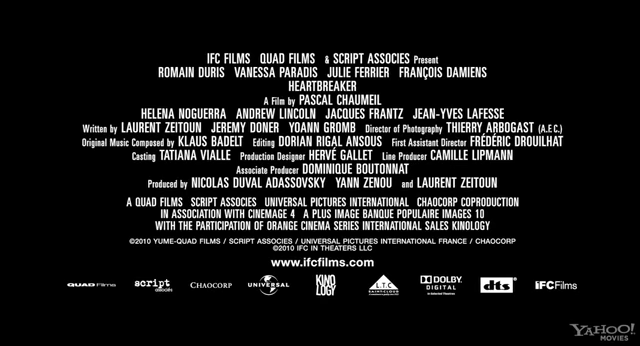 IFC FILMS QUAD FILMS & SCRIPT ASSOCIES Present
ROMAIN DURIS VANESSA PARADIS JULIE FERRIER FRANÇOIS DAMIENS
HEARTBREAKER
A Film by PASCAL CHAUMEIL
HELENA NOGUERRA ANDREW LINCOLN JACQUES FRANTZ JEAN-YVES LAFESSE
Written by LAURENT ZEITOUN JEREMY DONER YOANN GROMB Director of Photography THIERRY ARBOGAST (A.F.C.)
Original Music Composed by KLAUS BADELT Editing DORIAN RIGAL ANSOUS First Assistant Director FRÉDÉRIC DROUILHAT
Casting TATIANA VIALLE Production Designer HERVÉ GALLET Line Producer CAMILLE LIPMANN
Associate Producer DOMINIQUE BOUTONNAT
Produced by NICOLAS DUVAL ADASSOVSKY YANN ZENOU and LAURENT ZEITOUN
A QUAD FILMS SCRIPT ASSOCIES UNIVERSAL PICTURES INTERNATIONAL CHAOCORP COPRODUCTION
IN ASSOCIATION WITH CINEMAGE 4 A PLUS IMAGE BANQUE POPULAIRE IMAGES 10
WITH THE PARTICIPATION OF ORANGE CINEMA SERIES INTERNATIONAL SALES KINOLOGY
©2010 YUME-QUAD FILMS / SCRIPT ASSOCIES / UNIVERSAL PICTURES INTERNATIONAL FRANCE / CHAOCORP
©2010 IFC IN THEATERS LLC
www.ifcfilms.com
QUAD Films script associés CHAOCORP UNIVERSAL KINOLOGY L.T.C. SAINT-CLOUD DOLBY DIGITAL dts IFC Films
YAHOO!
MOVIES